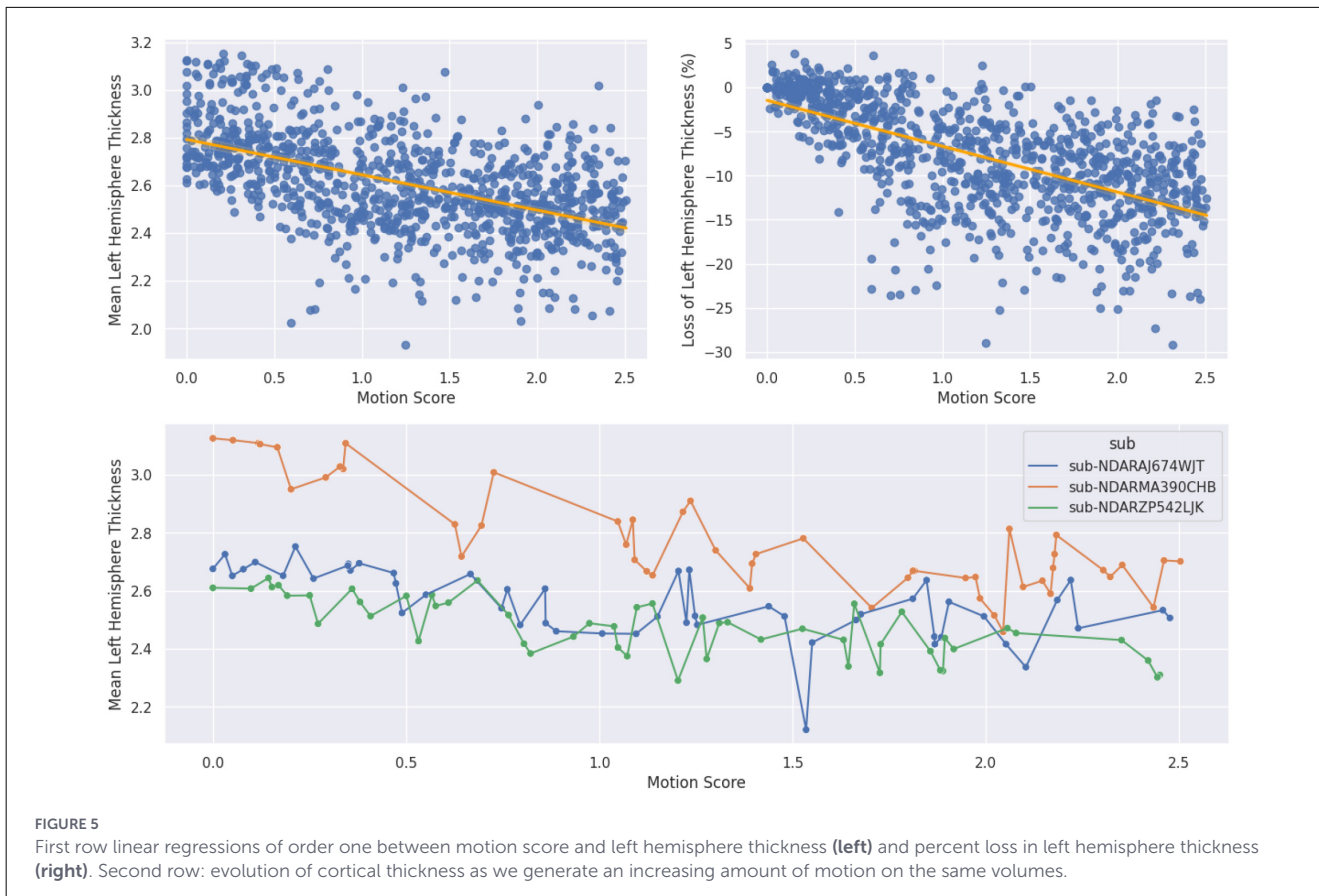 3.2
3.0
2.8
2.6
2.4
2.2
2.0
Mean Left Hemisphere Thickness
0.0 0.5 1.0 1.5 2.0 2.5
Motion Score
5
0
−5
−10
−15
−20
−25
−30
Loss of Left Hemisphere Thickness (%)
0.0 0.5 1.0 1.5 2.0 2.5
Motion Score
3.0
2.8
2.6
2.4
2.2
Mean Left Hemisphere Thickness
sub
sub-NDARAJ674WJT
sub-NDARMA390CHB
sub-NDARZP542LJK
0.0 0.5 1.0 1.5 2.0 2.5
Motion Score
FIGURE 5
First row linear regressions of order one between motion score and left hemisphere thickness (left) and percent loss in left hemisphere thickness
(right). Second row: evolution of cortical thickness as we generate an increasing amount of motion on the same volumes.